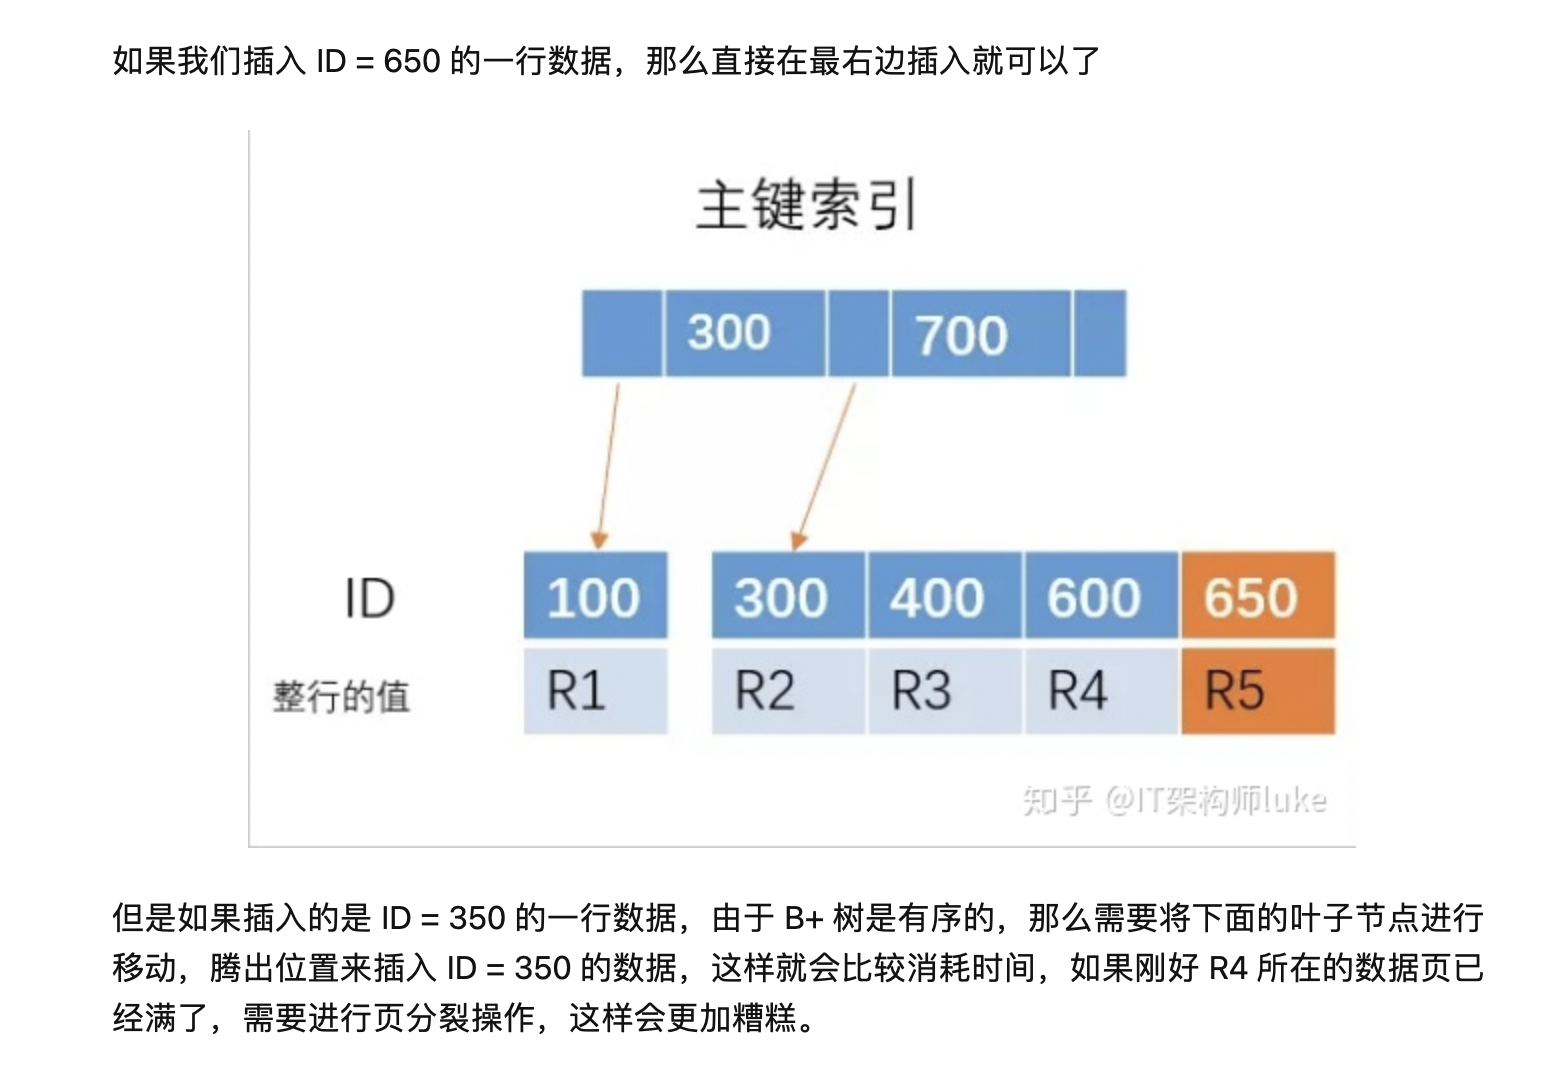 如果我们插入 ID = 650 的一行数据，那么直接在最右边插入就可以了
主键索引
300 700
ID 100 300 400 600 650
整行的值 R1 R2 R3 R4 R5
知乎 @IT架构师luke
但是如果插入的是 ID = 350 的一行数据，由于 B+ 树是有序的，那么需要将下面的叶子节点进行
移动，腾出位置来插入 ID = 350 的数据，这样就会比较消耗时间，如果刚好 R4 所在的数据页已
经满了，需要进行页分裂操作，这样会更加糟糕。